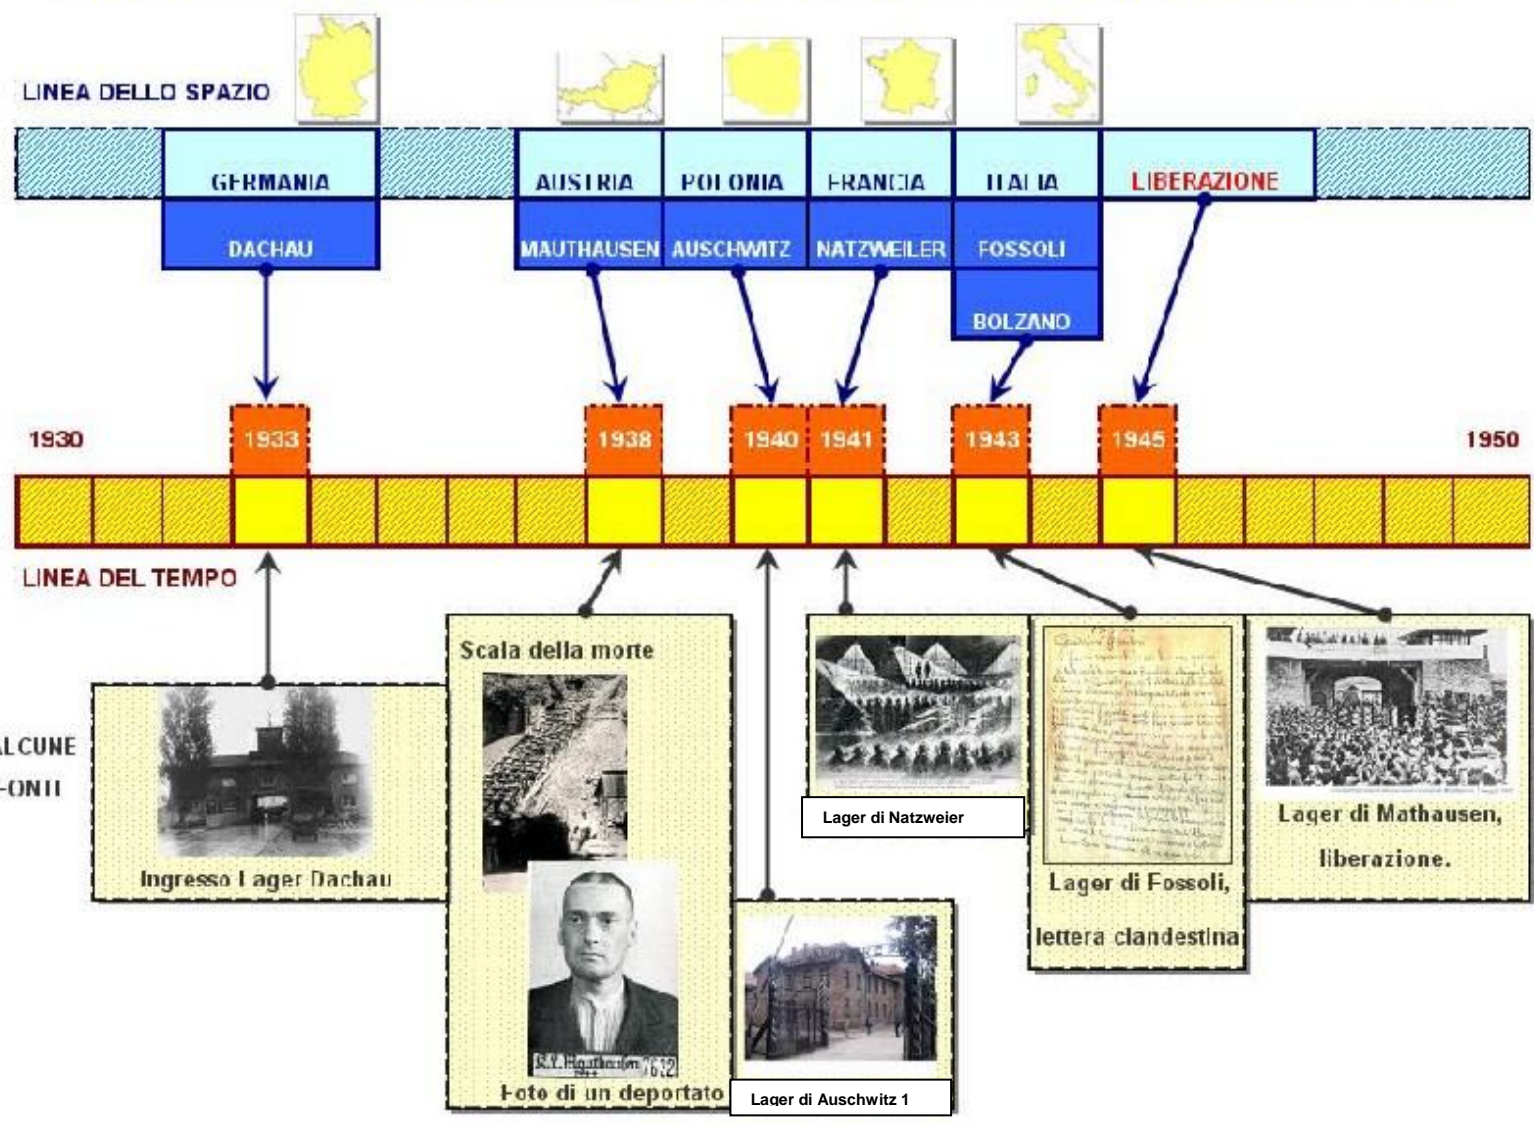 LINEA DELLO SPAZIO
GERMANIA
AUSTRIA
POLONIA
FRANCIA
ITALIA
LIBERAZIONE
DACHAU
MAUTHAUSEN
AUSCHWITZ
NATZWEILER
FOSSOLI
BOLZANO
1930
1933
1938
1940
1941
1943
1945
1950
LINEA DEL TEMPO
ALCUNE
FONTI
Ingresso Lager Dachau
Scala della morte
K.L. Mauthausen
Foto di un deportato
Lager di Auschwitz 1
Lager di Natzweier
Lager di Fossoli,
lettera clandestina
Lager di Mathausen,
liberazione.